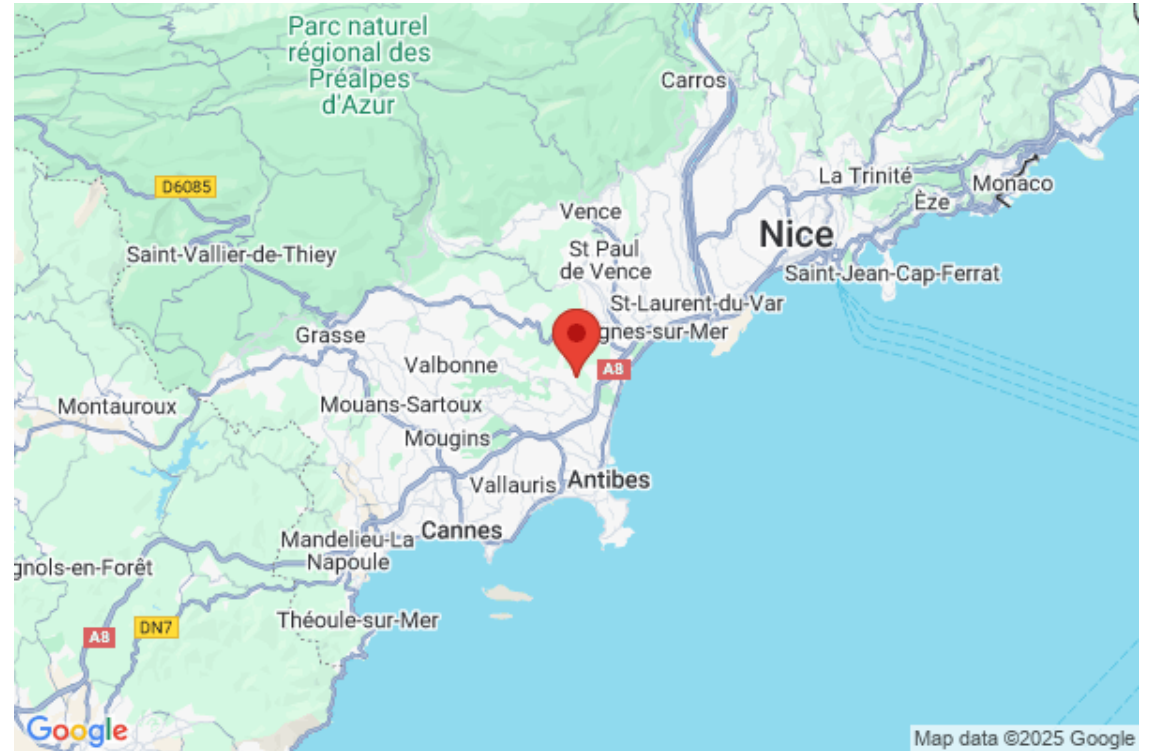 Parc naturel
régional des
Préalpes
d'Azur
Carros
D6085
La Trinité
Monaco
Èze
Vence
Nice
Saint-Vallier-de-Thiey
St Paul
de Vence
Saint-Jean-Cap-Ferrat
St-Laurent-du-Var
Grasse
gnes-sur-Mer
Valbonne
A8
Montauroux
Mouans-Sartoux
Mougins
Vallauris
Antibes
Cannes
Mandelieu-La
Napoule
gnols-en-Forêt
Théoule-sur-Mer
A8
DN7
Google
Map data ©2025 Google